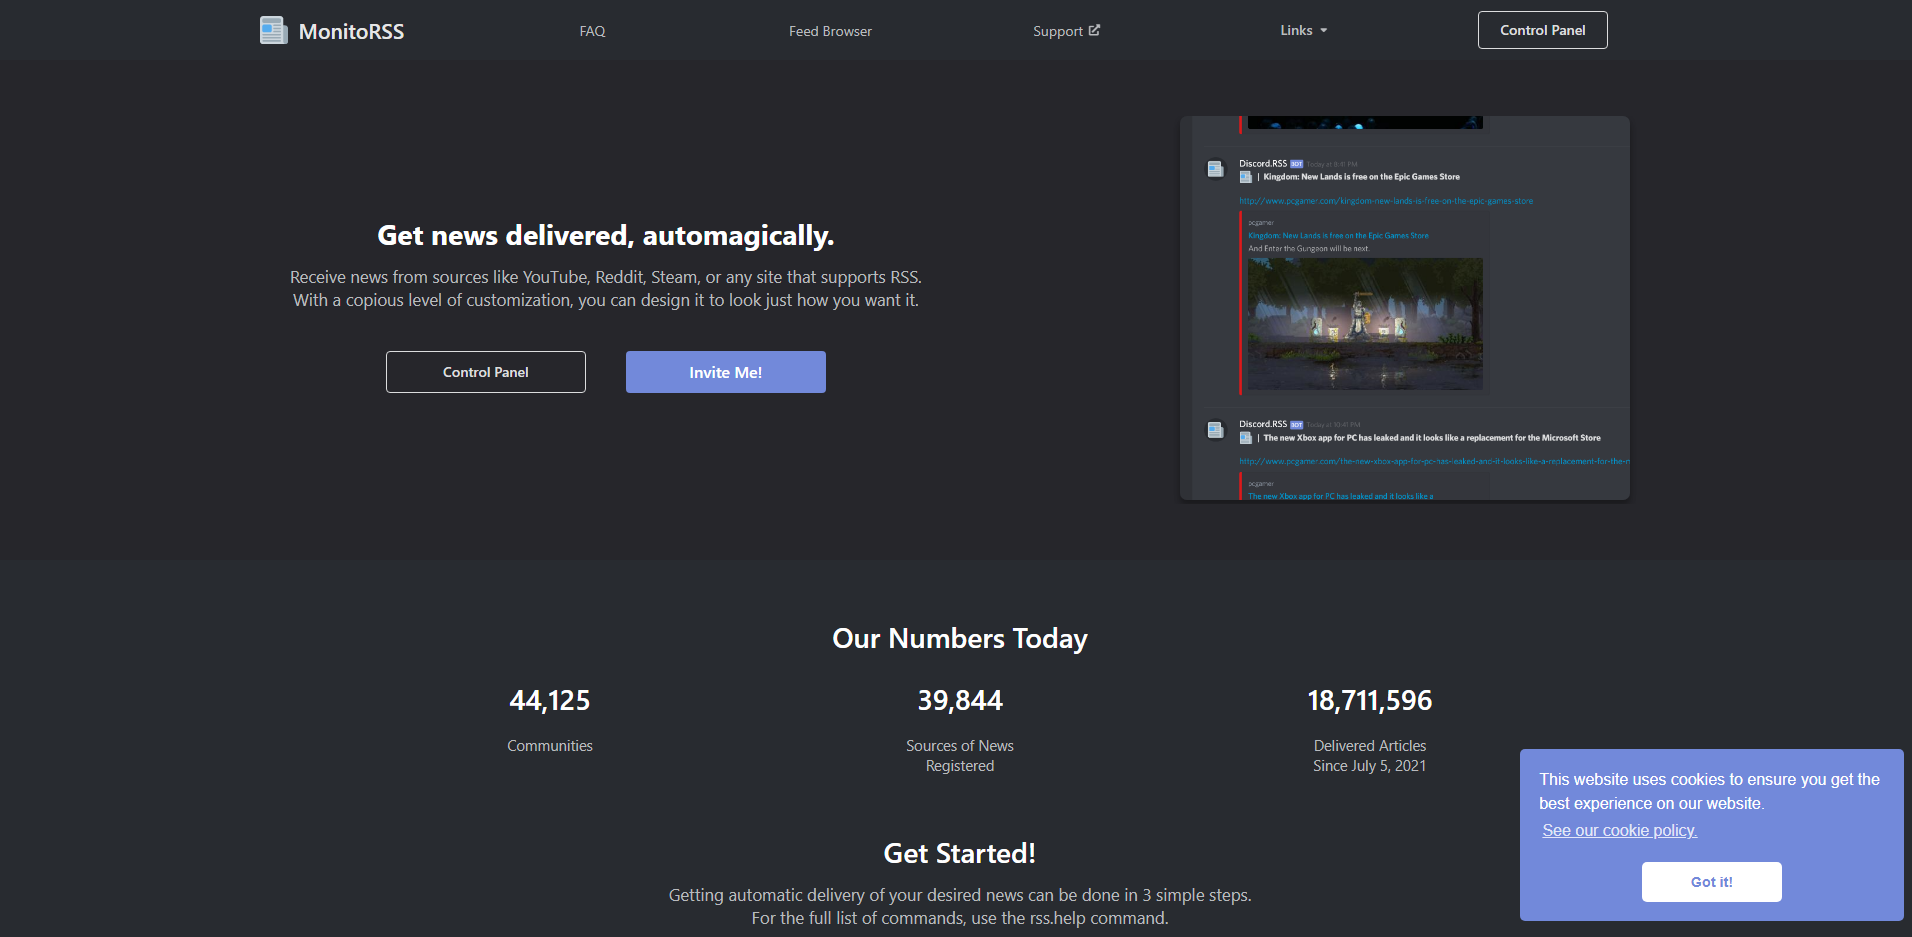 MonitoRSS
FAQ
Feed Browser
Support
Links
Control Panel
Get news delivered, automagically.
Receive news from sources like YouTube, Reddit, Steam, or any site that supports RSS.
With a copious level of customization, you can design it to look just how you want it.
Control Panel
Invite Me!
Discord.RSS BOT Today at 9:41 PM
| Kingdom: New Lands is free on the Epic Games Store
http://www.pcgamer.com/kingdom-new-lands-is-free-on-the-epic-games-store
pcgamer
Kingdom: New Lands is free on the Epic Games Store
And Enter the Gungeon will be next.
Discord.RSS BOT Today at 10:41 PM
| The new Xbox app for PC has leaked and it looks like a replacement for the Microsoft Store
http://www.pcgamer.com/the-new-xbox-app-for-pc-has-leaked-and-it-looks-like-a-replacement-for-the-m
pcgamer
The new Xbox app for PC has leaked and it looks like a
Our Numbers Today
44,125
Communities
39,844
Sources of News
Registered
18,711,596
Delivered Articles
Since July 5, 2021
Get Started!
Getting automatic delivery of your desired news can be done in 3 simple steps.
For the full list of commands, use the rss.help command.
This website uses cookies to ensure you get the
best experience on our website.
See our cookie policy.
Got it!